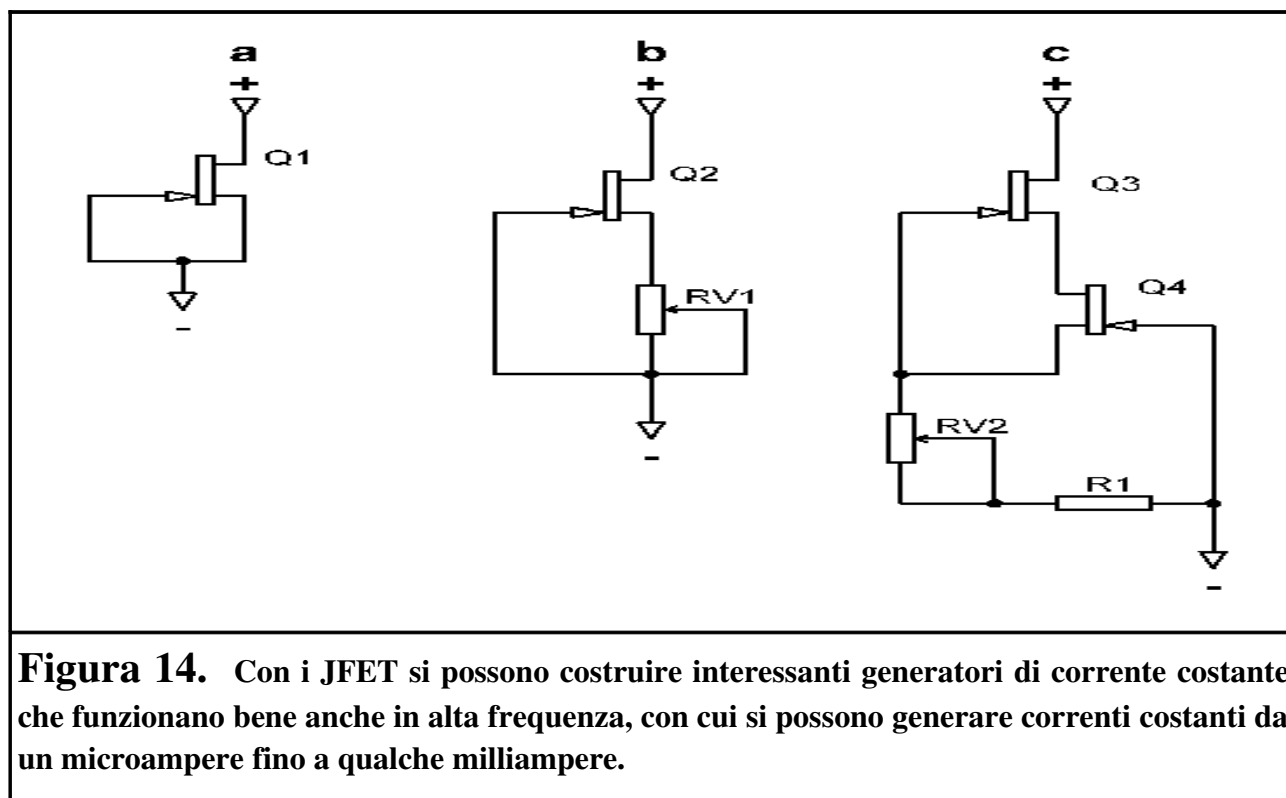 a
b
c
+
+
+
Q1
Q2
Q3
Q4
RV1
RV2
R1
-
-
-
Figura 14. Con i JFET si possono costruire interessanti generatori di corrente costante
che funzionano bene anche in alta frequenza, con cui si possono generare correnti costanti da
un microampere fino a qualche milliampere.